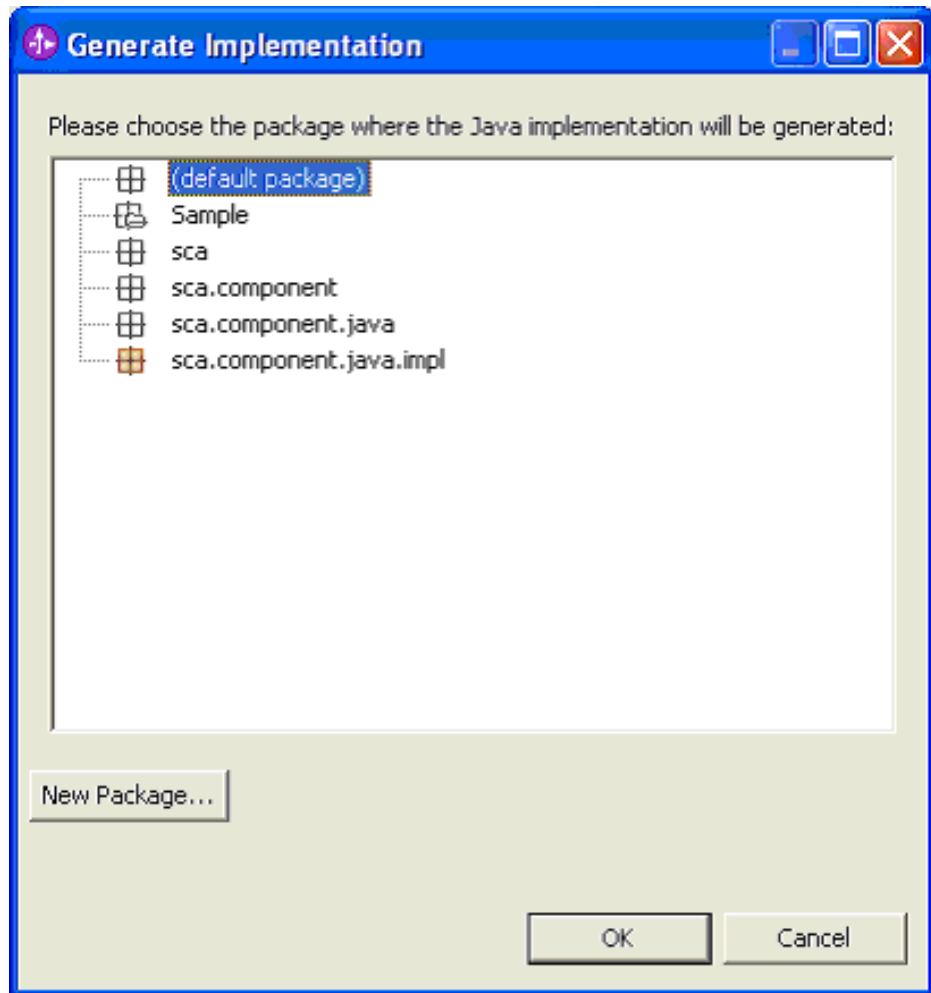 Generate Implementation
Please choose the package where the Java implementation will be generated:
(default package)
Sample
sca
sca.component
sca.component.java
sca.component.java.impl
New Package...
OK
Cancel